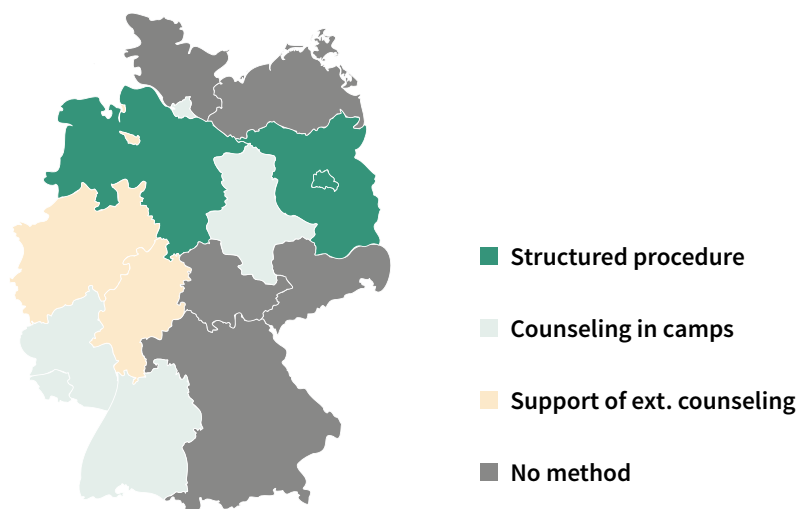 Structured procedure
Counseling in camps
Support of ext. counseling
No method